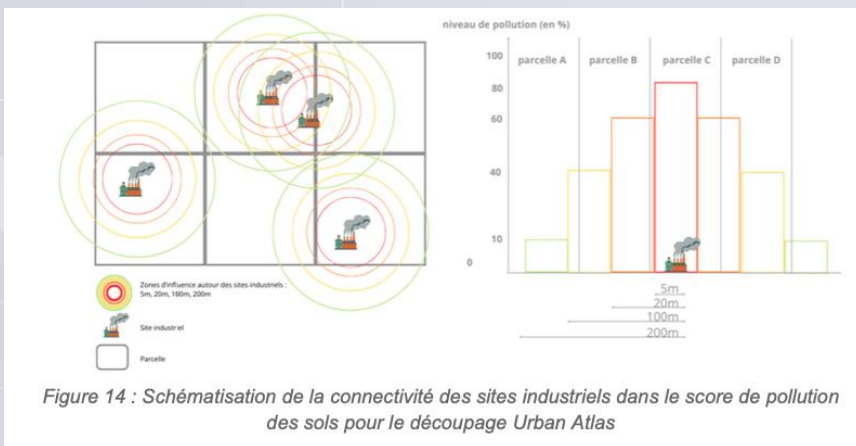 niveau de pollution (en %)
100
80
60
40
10
0
parcelle A
parcelle B
parcelle C
parcelle D
5m
20m
100m
200m
Zones d'influence autour des sites industriels :
5m, 20m, 100m, 200m
Site industriel
Parcelle
Figure 14 : Schématisation de la connectivité des sites industriels dans le score de pollution
des sols pour le découpage Urban Atlas